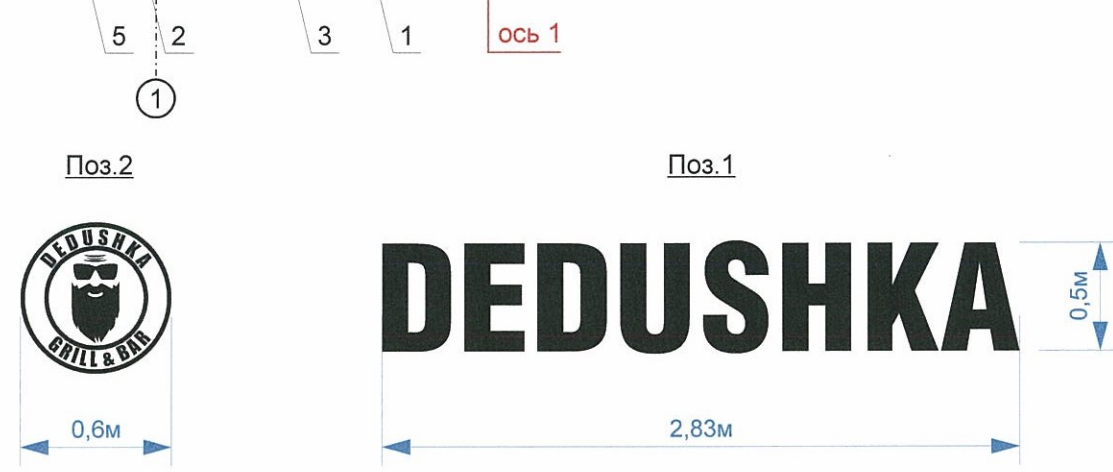 5 2 3 1 ось 1
1
Поз.2 Поз.1
DEDUSHKA
GRILL & BAR
DEDUSHKA
0,5м
0,6м 2,83м